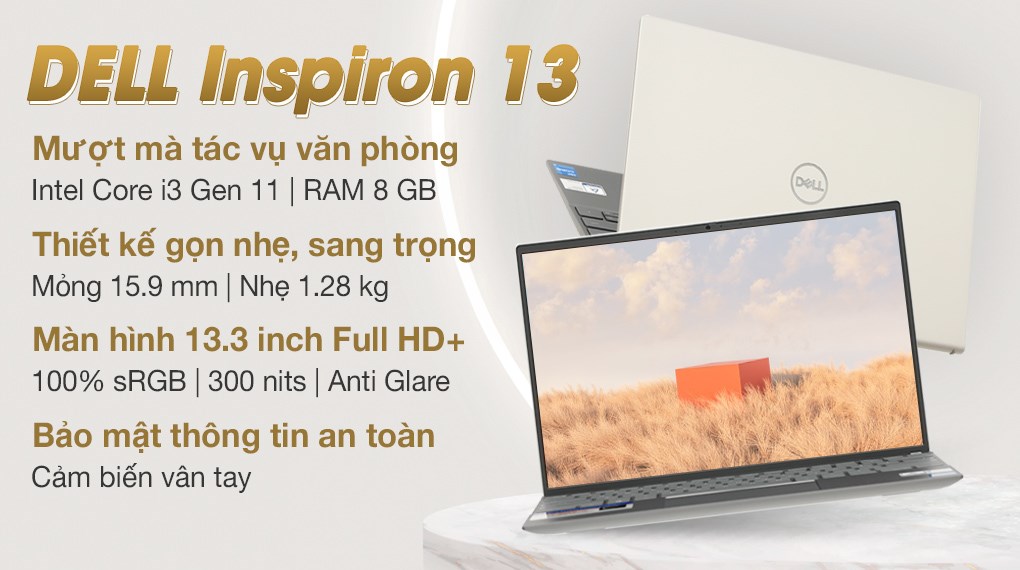 DELL Inspiron 13
Mượt mà tác vụ văn phòng
Intel Core i3 Gen 11 | RAM 8 GB
Thiết kế gọn nhẹ, sang trọng
Mỏng 15.9 mm | Nhẹ 1.28 kg
Màn hình 13.3 inch Full HD+
100% sRGB | 300 nits | Anti Glare
Bảo mật thông tin an toàn
Cảm biến vân tay
DELL